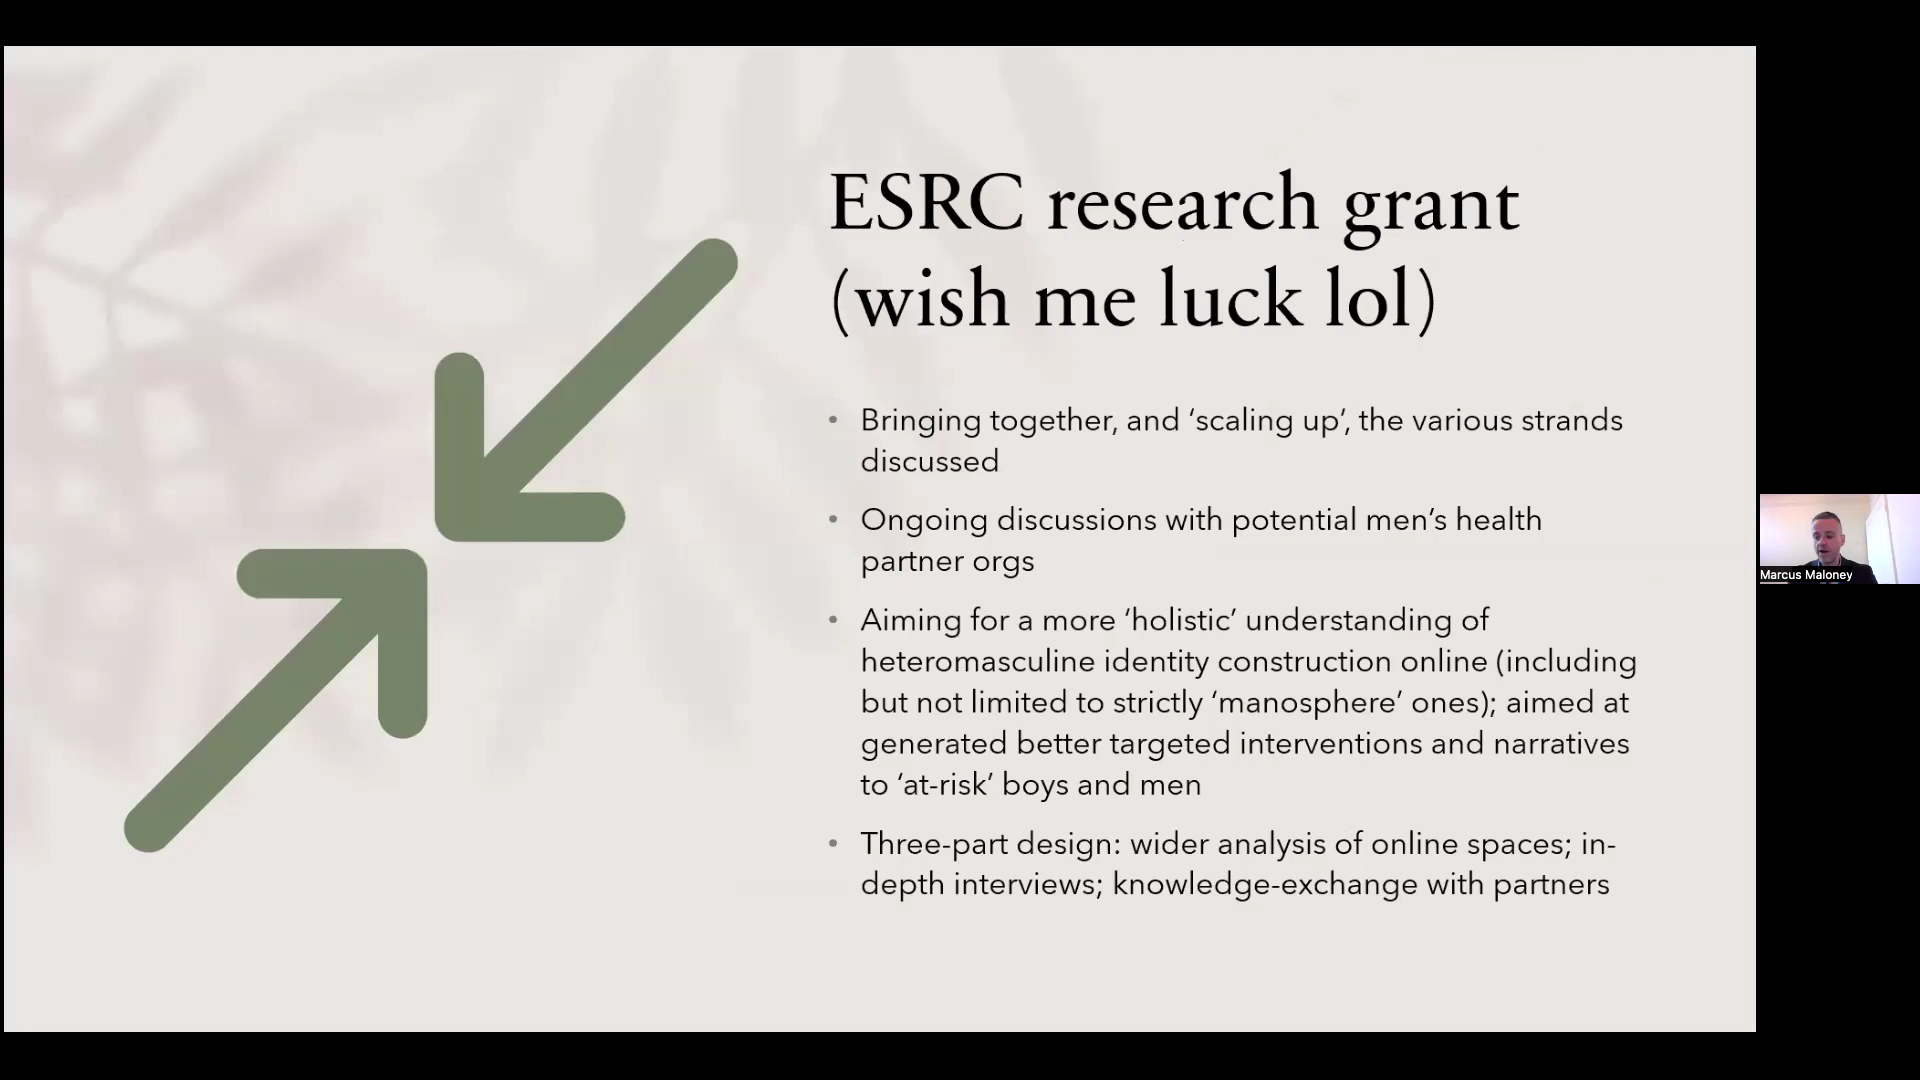 ESRC research grant
(wish me luck lol)
• Bringing together, and ‘scaling up’, the various strands
discussed
• Ongoing discussions with potential men’s health
partner orgs
• Aiming for a more ‘holistic’ understanding of
heteromasculine identity construction online (including
but not limited to strictly ‘manosphere’ ones); aimed at
generated better targeted interventions and narratives
to ‘at-risk’ boys and men
• Three-part design: wider analysis of online spaces; in-
depth interviews; knowledge-exchange with partners
Marcus Maloney